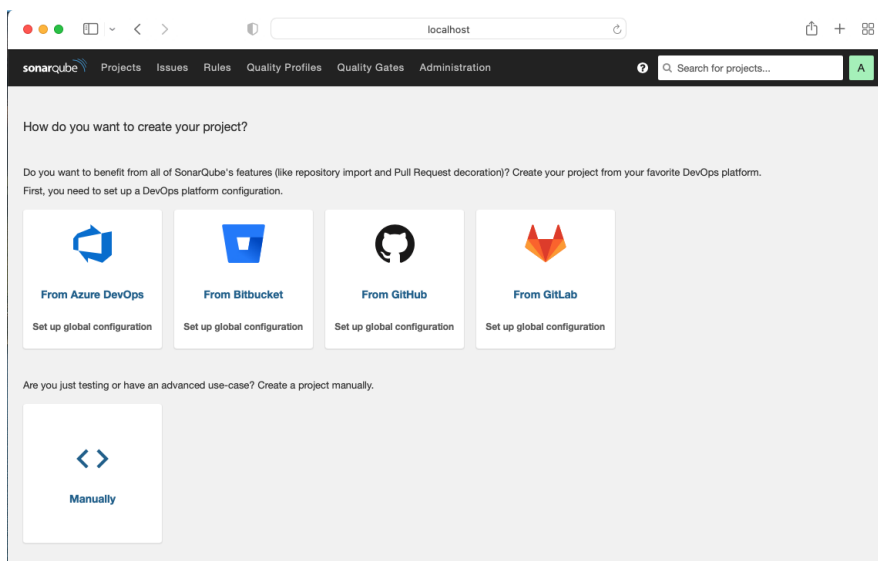 localhost
sonarqube Projects Issues Rules Quality Profiles Quality Gates Administration ? Search for projects... A
How do you want to create your project?
Do you want to benefit from all of SonarQube's features (like repository import and Pull Request decoration)? Create your project from your favorite DevOps platform.
First, you need to set up a DevOps platform configuration.
From Azure DevOps From Bitbucket From GitHub From GitLab
Set up global configuration Set up global configuration Set up global configuration Set up global configuration
Are you just testing or have an advanced use-case? Create a project manually.
Manually